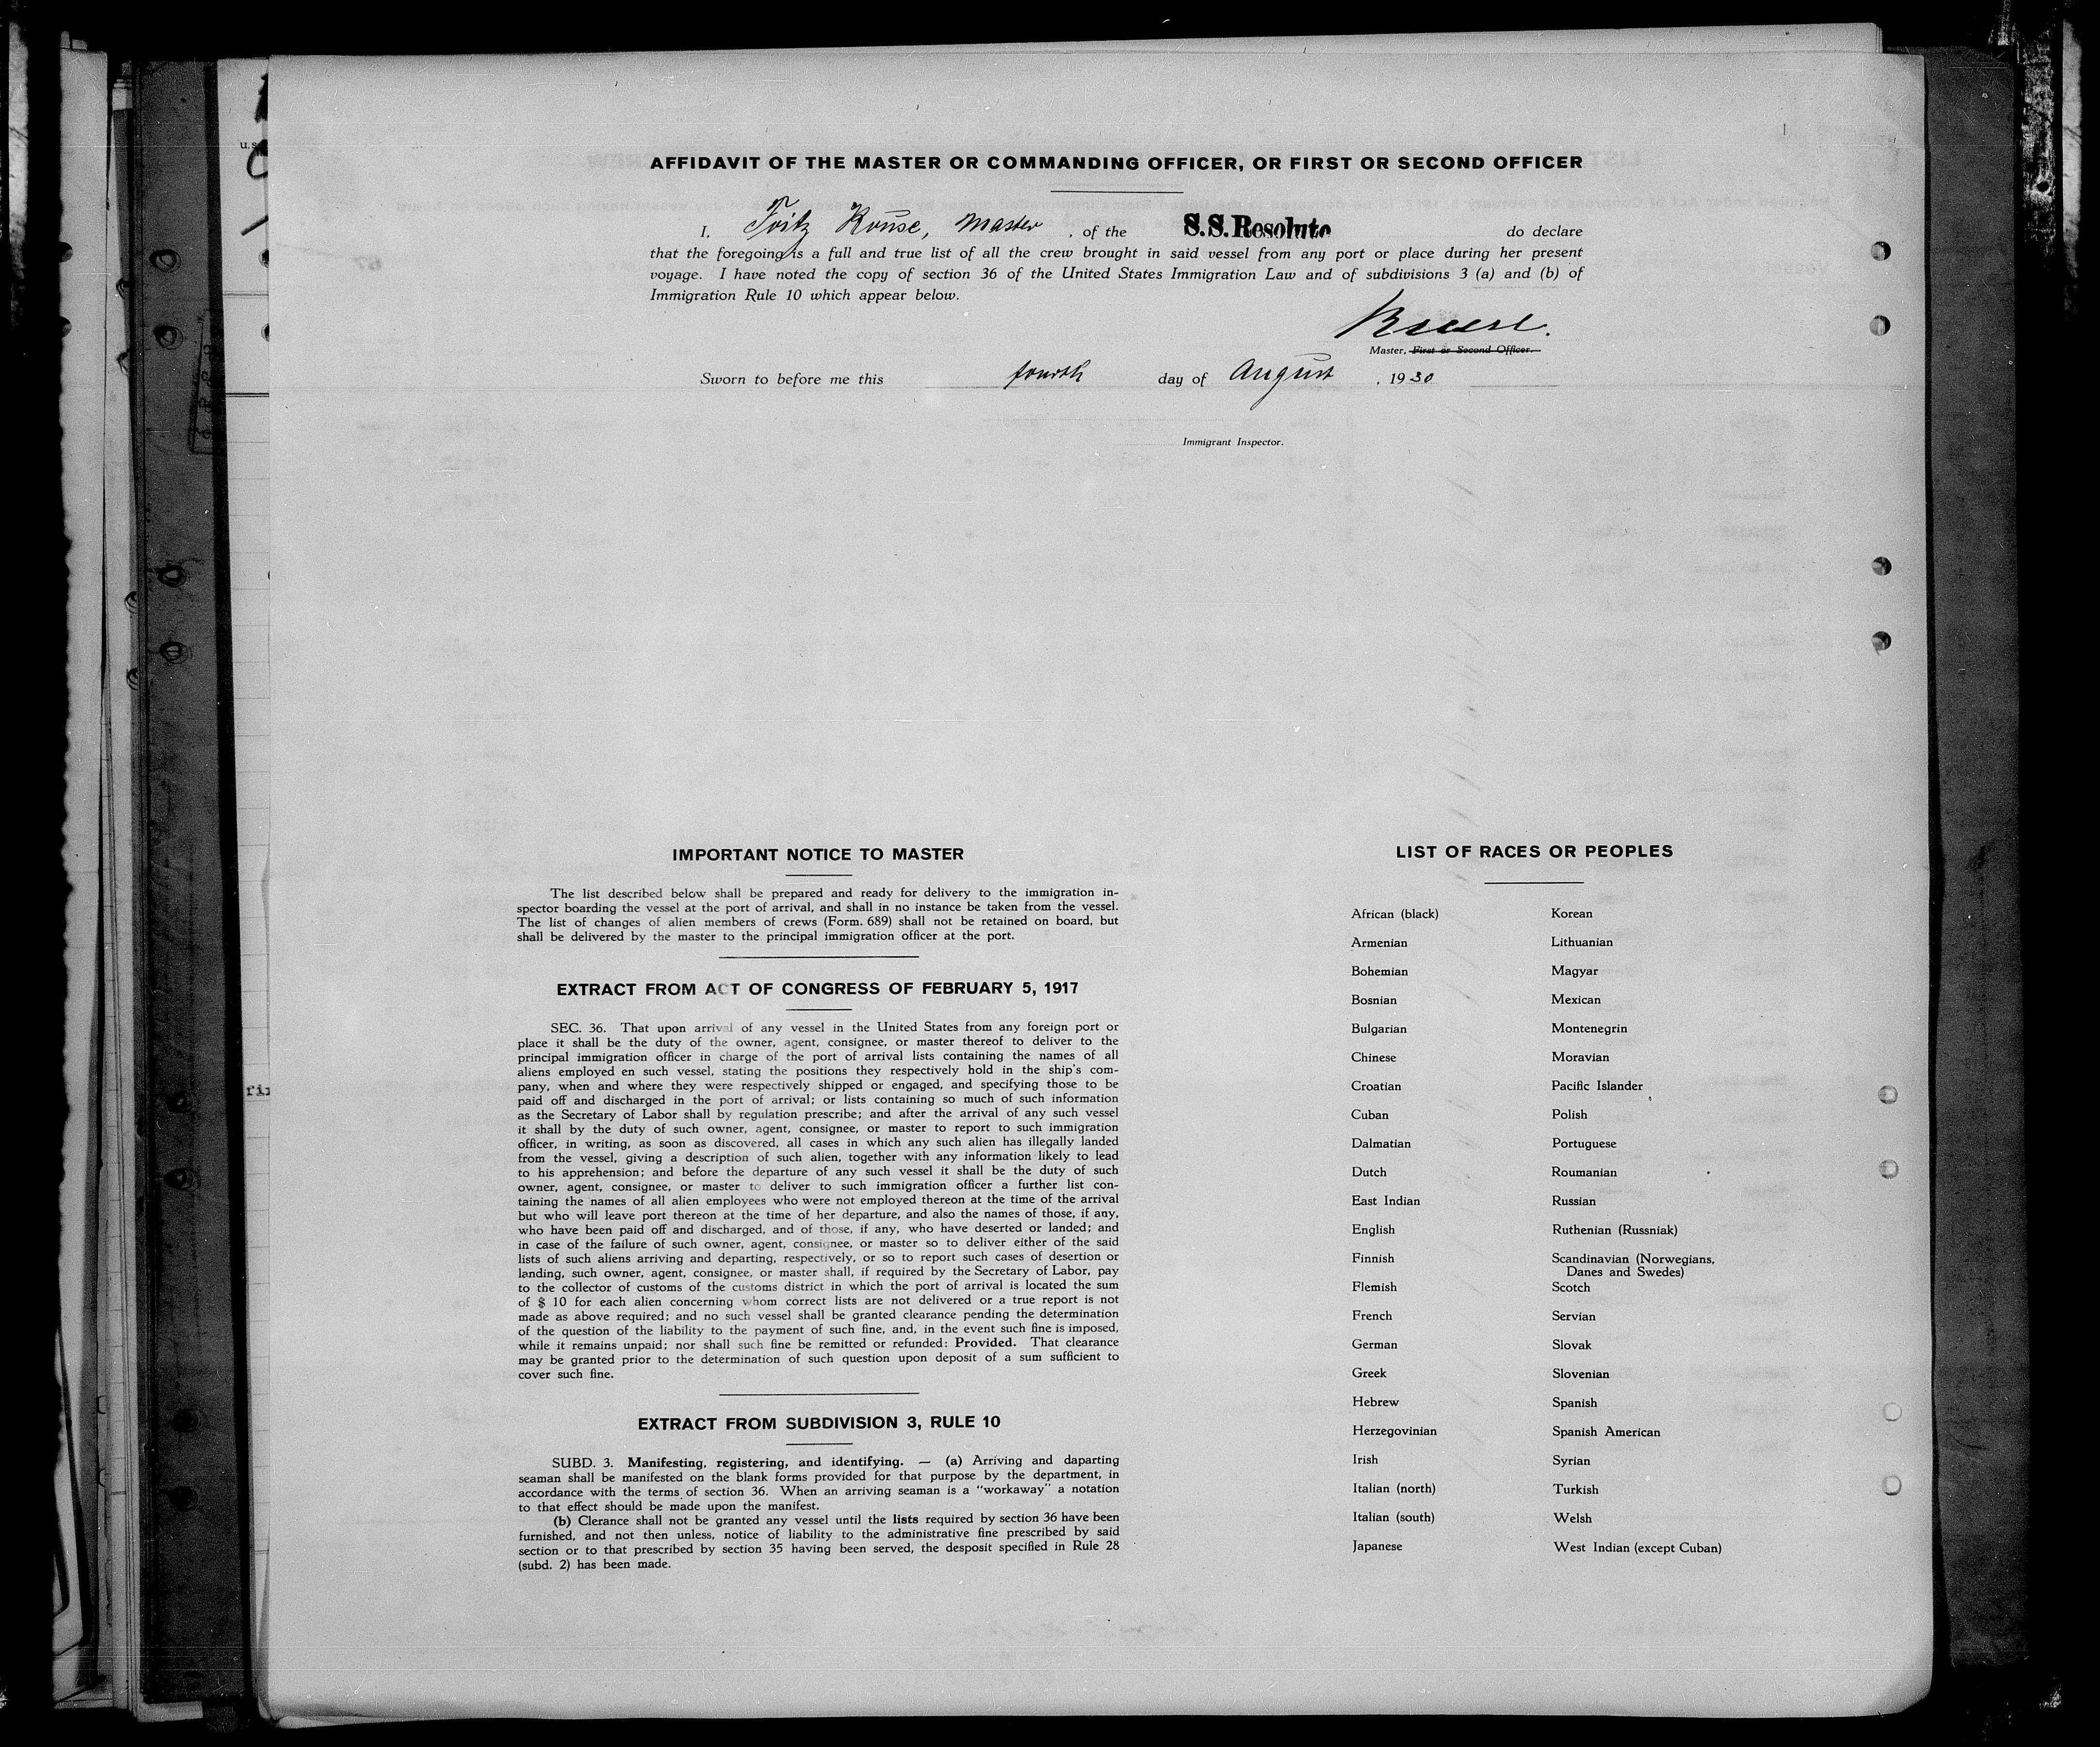 AFFIDAVIT OF THE MASTER OR COMMANDING OFFICER, OR FIRST OR SECOND OFFICER
I, Fritz Kruse, Master, of the S.S. Resolute do declare
that the foregoing is a full and true list of all the crew brought in said vessel from any port or place during her present
voyage. I have noted the copy of section 36 of the United States Immigration Law and of subdivisions 3 (a) and (b) of
Immigration Rule 10 which appear below.
Kruse.
Master, First or Second Officer.
Sworn to before me this fourth day of August, 1930
Immigrant Inspector.
IMPORTANT NOTICE TO MASTER
The list described below shall be prepared and ready for delivery to the immigration in-
spector boarding the vessel at the port of arrival, and shall in no instance be taken from the vessel.
The list of changes of alien members of crews (Form. 689) shall not be retained on board, but
shall be delivered by the master to the principal immigration officer at the port.
EXTRACT FROM ACT OF CONGRESS OF FEBRUARY 5, 1917
SEC. 36. That upon arrival of any vessel in the United States from any foreign port or
place it shall be the duty of the owner, agent, consignee, or master thereof to deliver to the
principal immigration officer in charge of the port of arrival lists containing the names of all
aliens employed en such vessel, stating the positions they respectively hold in the ship's com-
pany, when and where they were respectively shipped or engaged, and specifying those to be
paid off and discharged in the port of arrival; or lists containing so much of such information
as the Secretary of Labor shall by regulation prescribe; and after the arrival of any such vessel
it shall by the duty of such owner, agent, consignee, or master to report to such immigration
officer, in writing, as soon as discovered, all cases in which any such alien has illegally landed
from the vessel, giving a description of such alien, together with any information likely to lead
to his apprehension; and before the departure of any such vessel it shall be the duty of such
owner, agent, consignee, or master to deliver to such immigration officer a further list con-
taining the names of all alien employees who were not employed thereon at the time of the arrival
but who will leave port thereon at the time of her departure, and also the names of those, if any,
who have been paid off and discharged, and of those, if any, who have deserted or landed; and
in case of the failure of such owner, agent, consignee, or master so to deliver either of the said
lists of such aliens arriving and departing, respectively, or so to report such cases of desertion or
landing, such owner, agent, consignee, or master shall, if required by the Secretary of Labor, pay
to the collector of customs of the customs district in which the port of arrival is located the sum
of $ 10 for each alien concerning whom correct lists are not delivered or a true report is not
made as above required; and no such vessel shall be granted clearance pending the determination
of the question of the liability to the payment of such fine, and, in the event such fine is imposed,
while it remains unpaid; nor shall such fine be remitted or refunded: Provided. That clearance
may be granted prior to the determination of such question upon deposit of a sum sufficient to
cover such fine.
EXTRACT FROM SUBDIVISION 3, RULE 10
SUBD. 3. Manifesting, registering, and identifying. — (a) Arriving and daparting
seaman shall be manifested on the blank forms provided for that purpose by the department, in
accordance with the terms of section 36. When an arriving seaman is a "workaway" a notation
to that effect should be made upon the manifest.
(b) Clerance shall not be granted any vessel until the lists required by section 36 have been
furnished, and not then unless, notice of liability to the administrative fine prescribed by said
section or to that prescribed by section 35 having been served, the desposit specified in Rule 28
(subd. 2) has been made.
LIST OF RACES OR PEOPLES
African (black)
Armenian
Bohemian
Bosnian
Bulgarian
Chinese
Croatian
Cuban
Dalmatian
Dutch
East Indian
English
Finnish
Flemish
French
German
Greek
Hebrew
Herzegovinian
Irish
Italian (north)
Italian (south)
Japanese
Korean
Lithuanian
Magyar
Mexican
Montenegrin
Moravian
Pacific Islander
Polish
Portuguese
Roumanian
Russian
Ruthenian (Russniak)
Scandinavian (Norwegians,
Danes and Swedes)
Scotch
Servian
Slovak
Slovenian
Spanish
Spanish American
Syrian
Turkish
Welsh
West Indian (except Cuban)